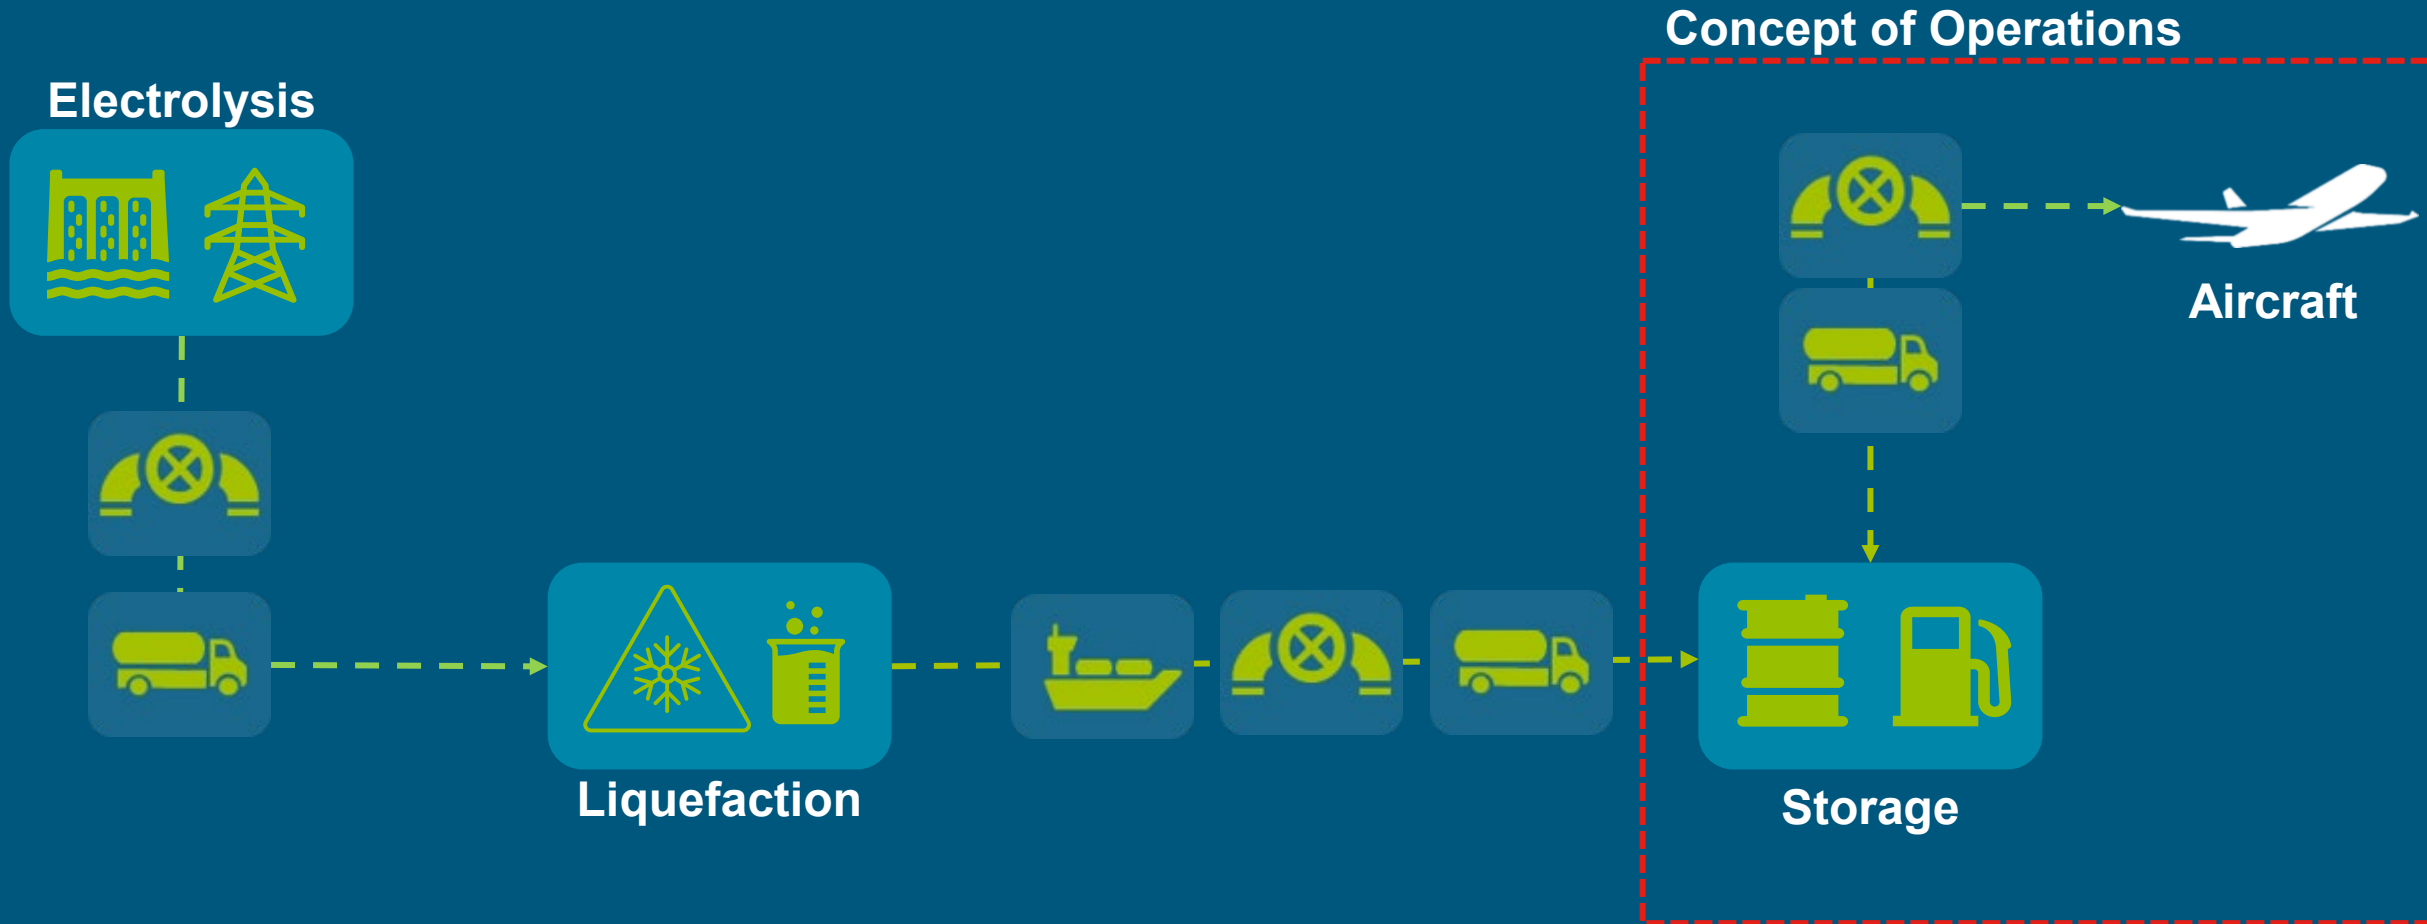 Concept of Operations
Electrolysis
Aircraft
Liquefaction
Storage